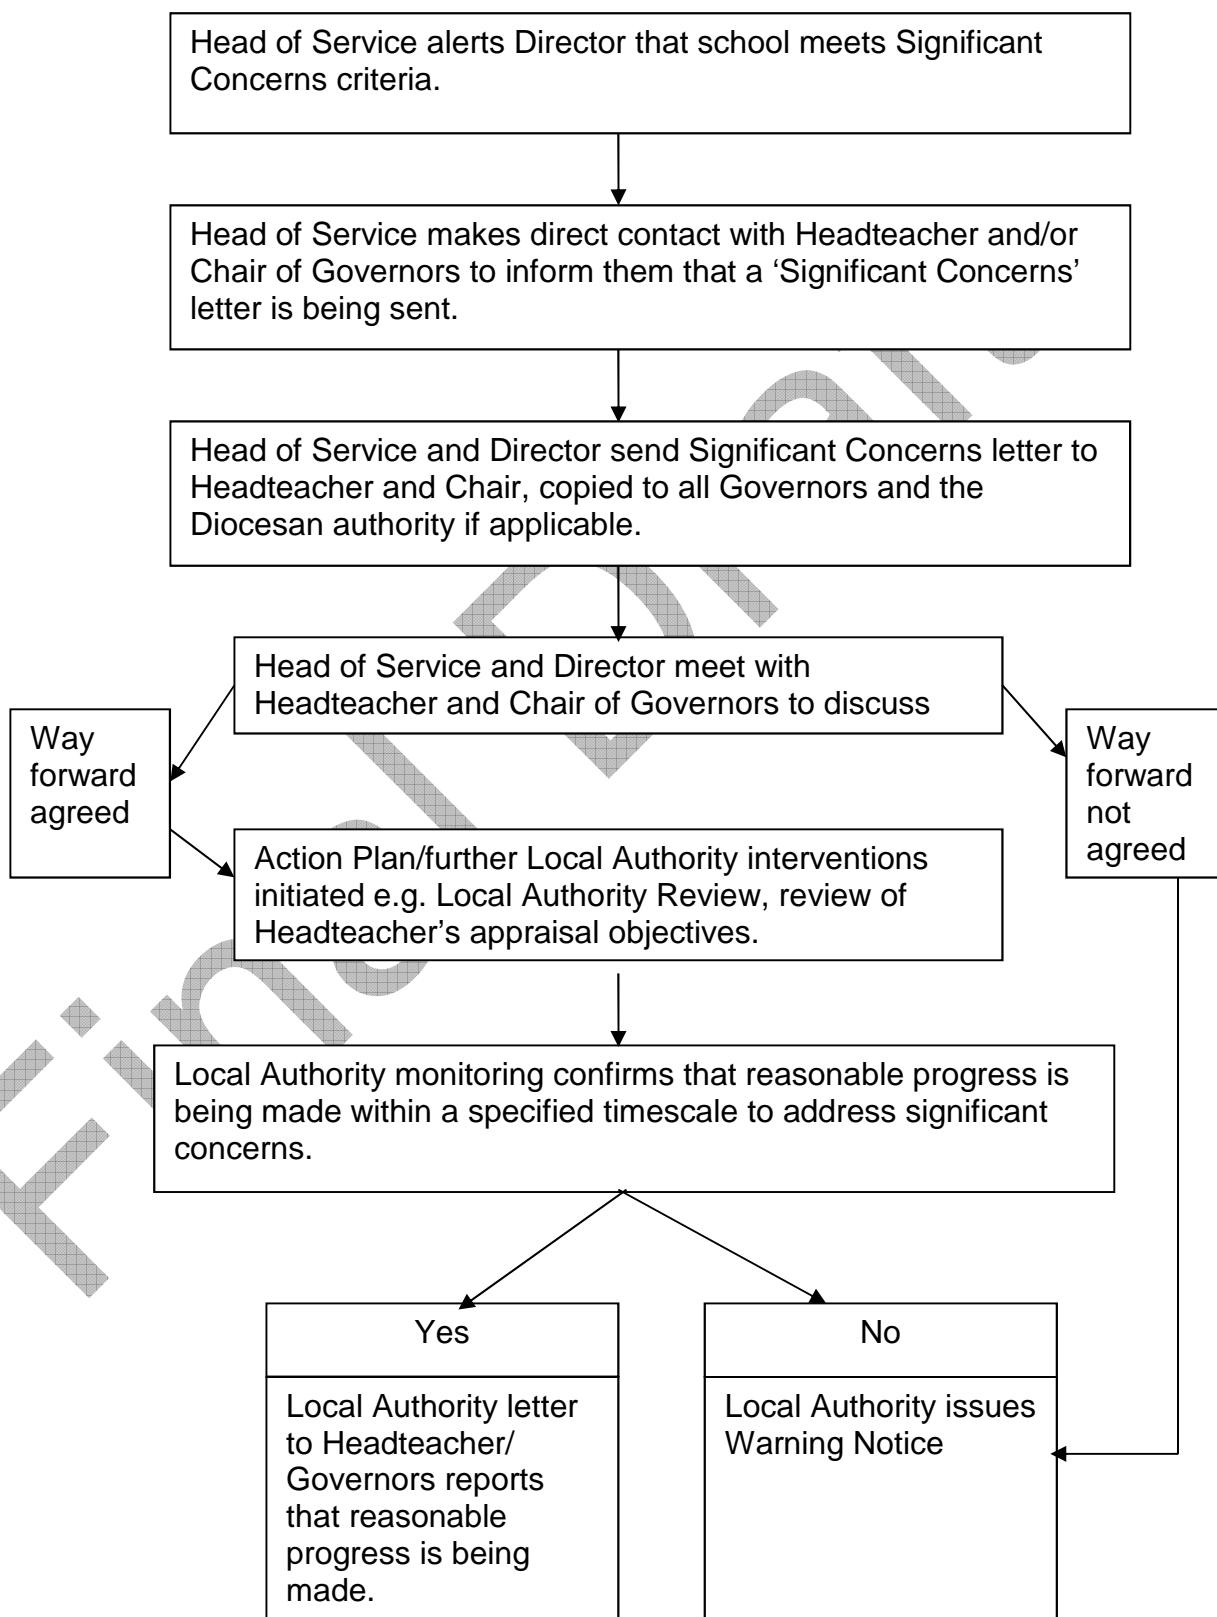 Head of Service alerts Director that school meets Significant
Concerns criteria.
Head of Service makes direct contact with Headteacher and/or
Chair of Governors to inform them that a ‘Significant Concerns’
letter is being sent.
Head of Service and Director send Significant Concerns letter to
Headteacher and Chair, copied to all Governors and the
Diocesan authority if applicable.
Head of Service and Director meet with
Headteacher and Chair of Governors to discuss
Way
forward
agreed
Way
forward
not
agreed
Action Plan/further Local Authority interventions
initiated e.g. Local Authority Review, review of
Headteacher’s appraisal objectives.
Local Authority monitoring confirms that reasonable progress is
being made within a specified timescale to address significant
concerns.
Yes
Local Authority letter
to Headteacher/
Governors reports
that reasonable
progress is being
made.
No
Local Authority issues
Warning Notice
Final Draft